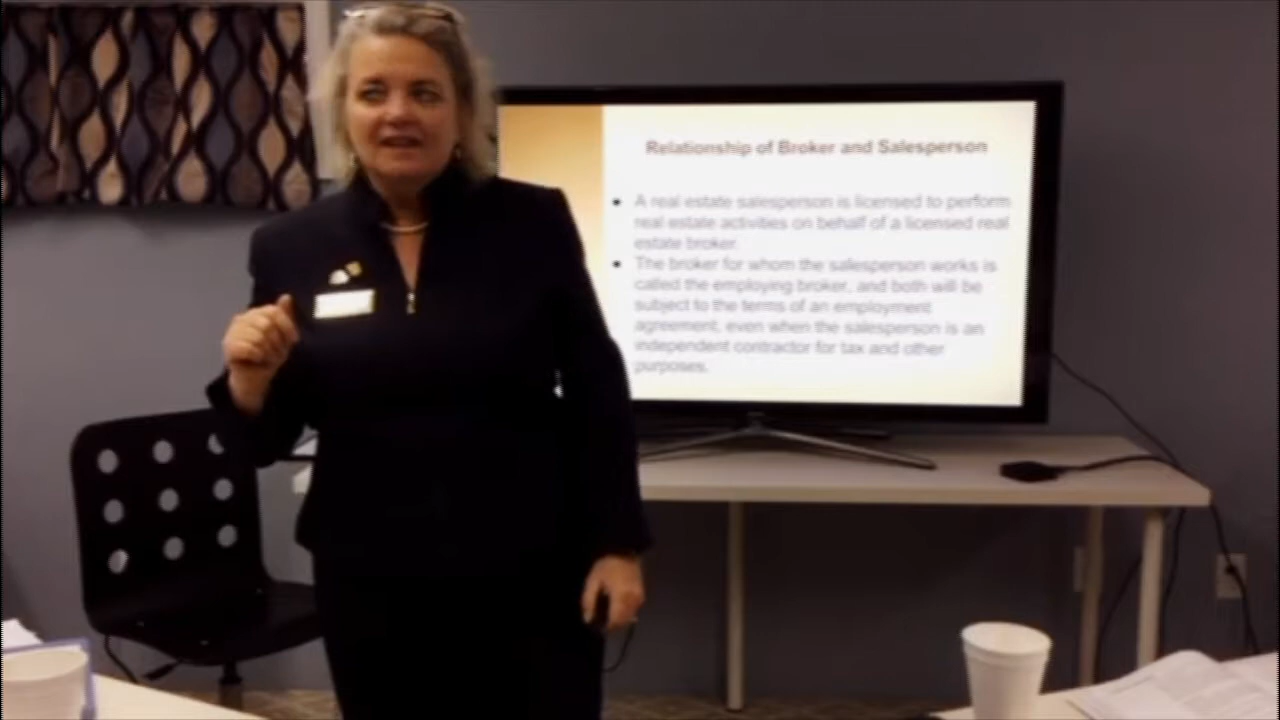 Relationship of Broker and Salesperson
A real estate salesperson is licensed to perform
real estate activities on behalf of a licensed real
estate broker.
The broker for whom the salesperson works is
called the employing broker, and both will be
subject to the terms of an employment
agreement, even when the salesperson is an
independent contractor for tax and other
purposes.